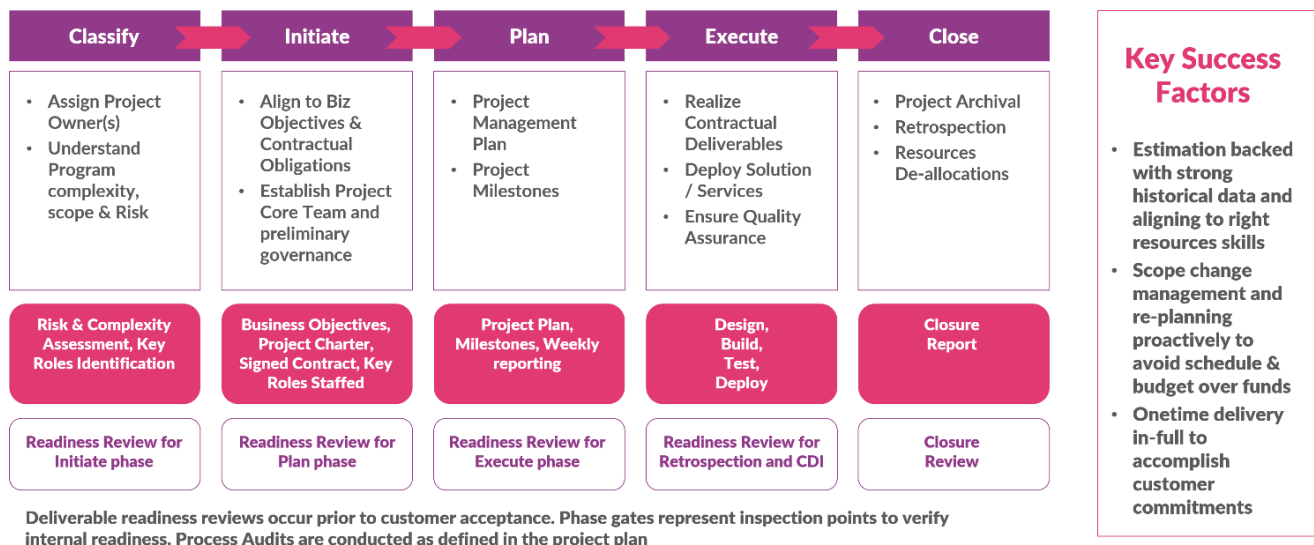 Classify
Initiate
Plan
Execute
Close
• Assign Project
Owner(s)
• Understand
Program
complexity,
scope & Risk
• Align to Biz
Objectives &
Contractual
Obligations
• Establish Project
Core Team and
preliminary
governance
• Project
Management
Plan
• Project
Milestones
• Realize
Contractual
Deliverables
• Deploy Solution
/ Services
• Ensure Quality
Assurance
• Project Archival
• Retrospection
• Resources
De-allocations
Risk & Complexity
Assessment, Key
Roles Identification
Business Objectives,
Project Charter,
Signed Contract, Key
Roles Staffed
Project Plan,
Milestones, Weekly
reporting
Design,
Build,
Test,
Deploy
Closure
Report
Readiness Review for
Initiate phase
Readiness Review for
Plan phase
Readiness Review for
Execute phase
Readiness Review for
Retrospection and CDI
Closure
Review
Deliverable readiness reviews occur prior to customer acceptance. Phase gates represent inspection points to verify
internal readiness. Process Audits are conducted as defined in the project plan
Key Success
Factors
• Estimation backed
with strong
historical data and
aligning to right
resources skills
• Scope change
management and
re-planning
proactively to
avoid schedule &
budget over funds
• Onetime delivery
in-full to
accomplish
customer
commitments